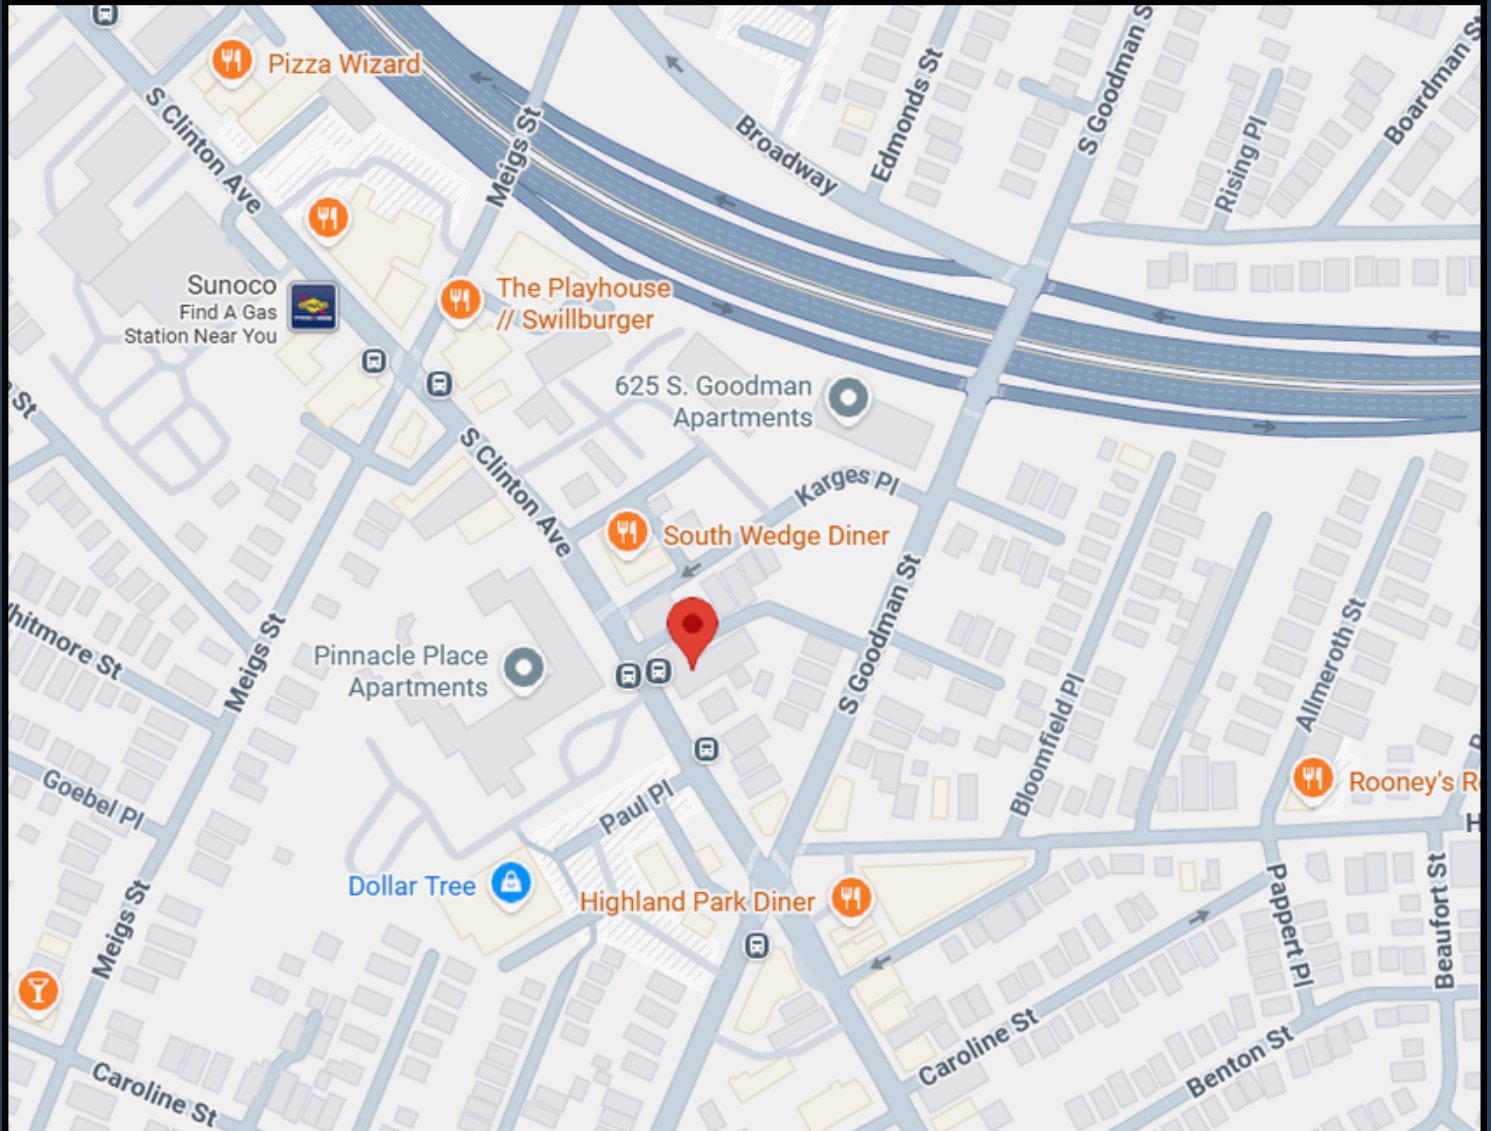 Pizza Wizard
S Clinton Ave
Meigs St
Broadway
Edmonds St
S Goodman S
Rising Pl
Boardman St
Sunoco
Find A Gas
Station Near You
The Playhouse
// Swillburger
625 S. Goodman
Apartments
St
S Clinton Ave
Karges Pl
South Wedge Diner
S Goodman St
hitmore St
Meigs St
Pinnacle Place
Apartments
Allmeroth St
Bloomfield Pl
Goebel Pl
Paul Pl
Rooney's R
H
Dollar Tree
Highland Park Diner
Meigs St
Pappert Pl
Beaufort St
Caroline St
Benton St
Caroline St